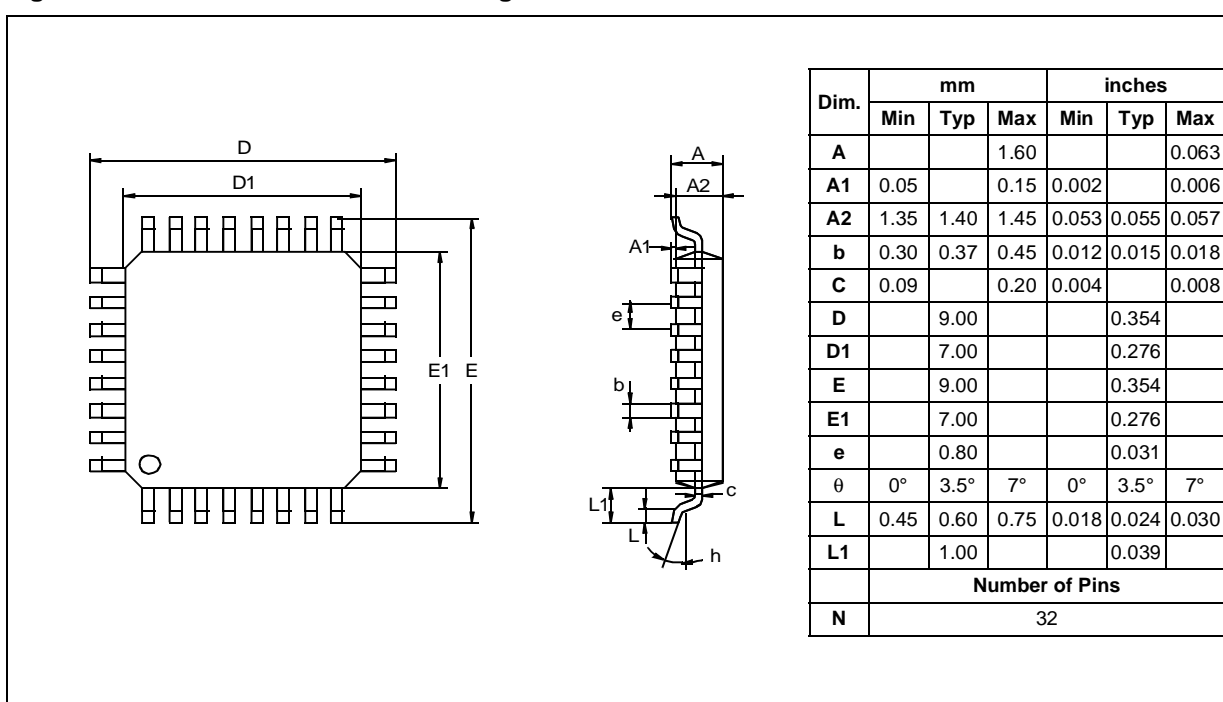 D
D1
E1 E
A
A2
A1
e
b
c
L1
L
h
Dim. mm inches
Min Typ Max Min Typ Max
A 1.60 0.063
A1 0.05 0.15 0.002 0.006
A2 1.35 1.40 1.45 0.053 0.055 0.057
b 0.30 0.37 0.45 0.012 0.015 0.018
C 0.09 0.20 0.004 0.008
D 9.00 0.354
D1 7.00 0.276
E 9.00 0.354
E1 7.00 0.276
e 0.80 0.031
θ 0° 3.5° 7° 0° 3.5° 7°
L 0.45 0.60 0.75 0.018 0.024 0.030
L1 1.00 0.039
Number of Pins
N 32